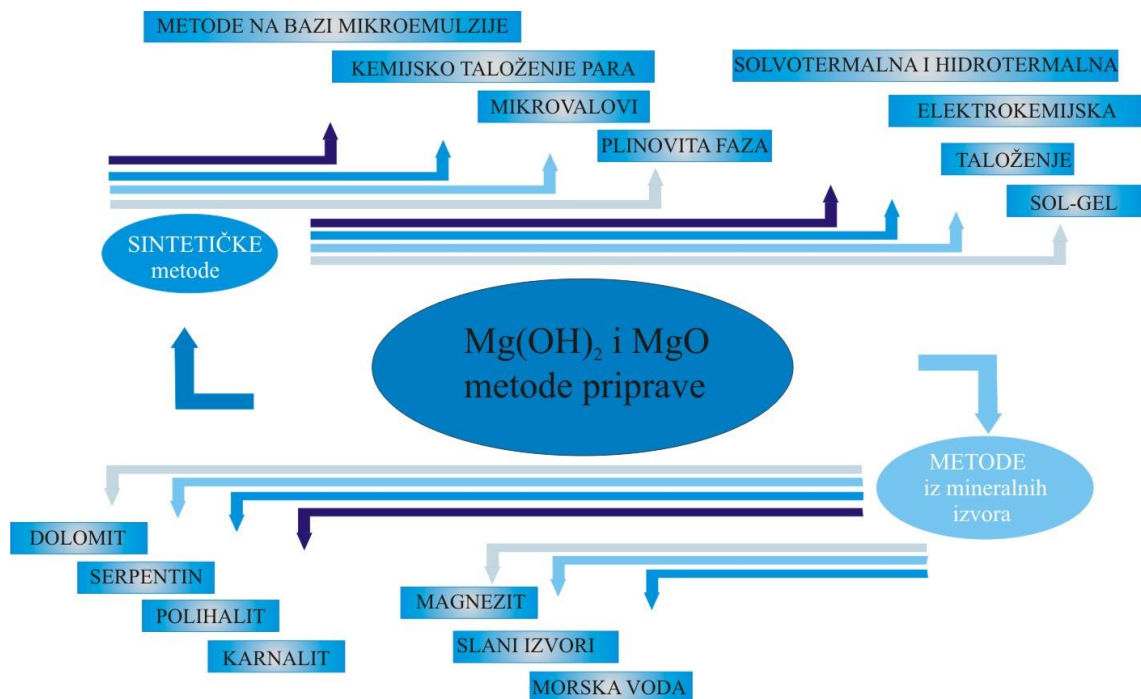 METODE NA BAZI MIKROEMULZIJE
KEMIJSKO TALOŽENJE PARA
MIKROVALOVI
PLINOVITA FAZA
SOLVOTERMALNA I HIDROTERMALNA
ELEKTROKEMIJSKA
TALOŽENJE
SOL-GEL
SINTETIČKE
metode
Mg(OH)₂ i MgO
metode priprave
METODE
iz mineralnih
izvora
DOLOMIT
SERPENTIN
POLIHALIT
KARNALIT
MAGNEZIT
SLANI IZVORI
MORSKA VODA